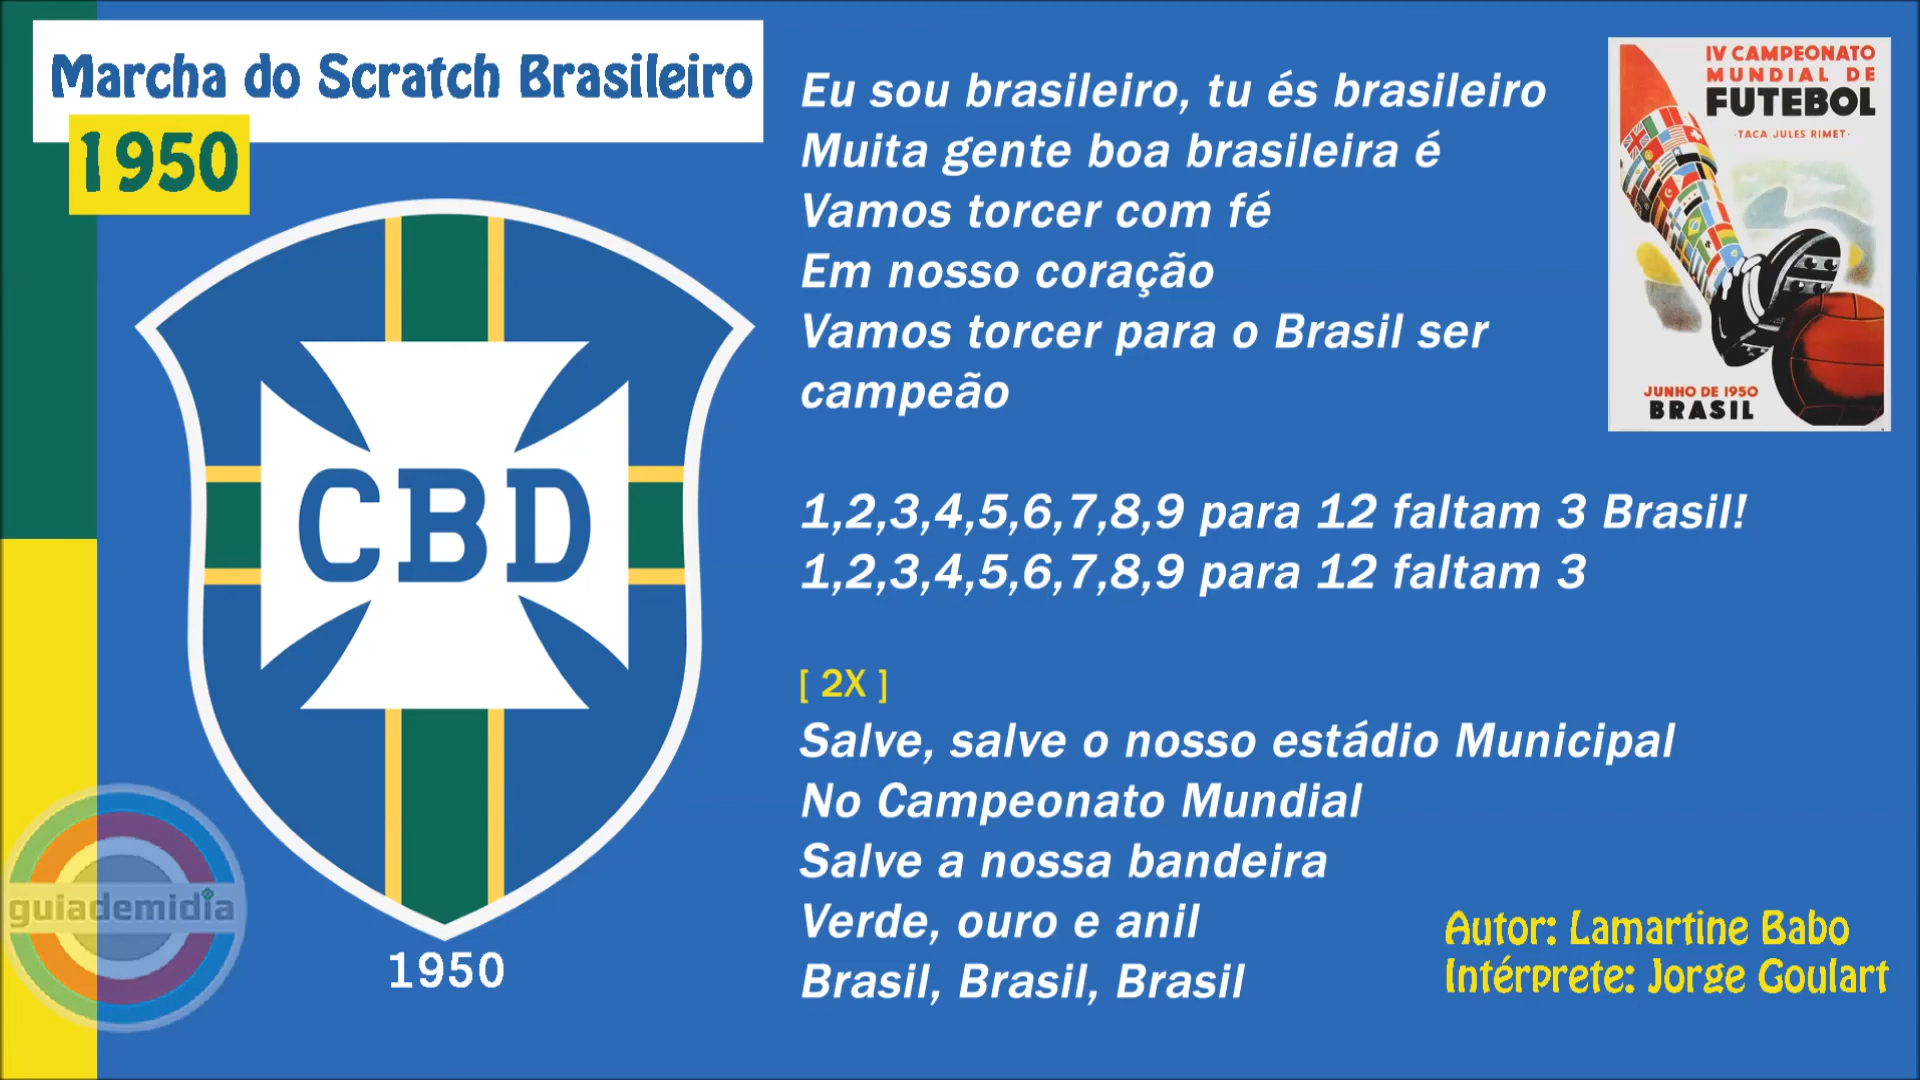 Marcha do Scratch Brasileiro
1950
CBD
1950
guiademidia
Eu sou brasileiro, tu és brasileiro
Muita gente boa brasileira é
Vamos torcer com fé
Em nosso coração
Vamos torcer para o Brasil ser
campeão
1,2,3,4,5,6,7,8,9 para 12 faltam 3 Brasil!
1,2,3,4,5,6,7,8,9 para 12 faltam 3
[ 2X ]
Salve, salve o nosso estádio Municipal
No Campeonato Mundial
Salve a nossa bandeira
Verde, ouro e anil
Brasil, Brasil, Brasil
IV CAMPEONATO
MUNDIAL DE
FUTEBOL
·TACA JULES RIMET·
JUNHO DE 1950
BRASIL
Autor: Lamartine Babo
Intérprete: Jorge Goulart